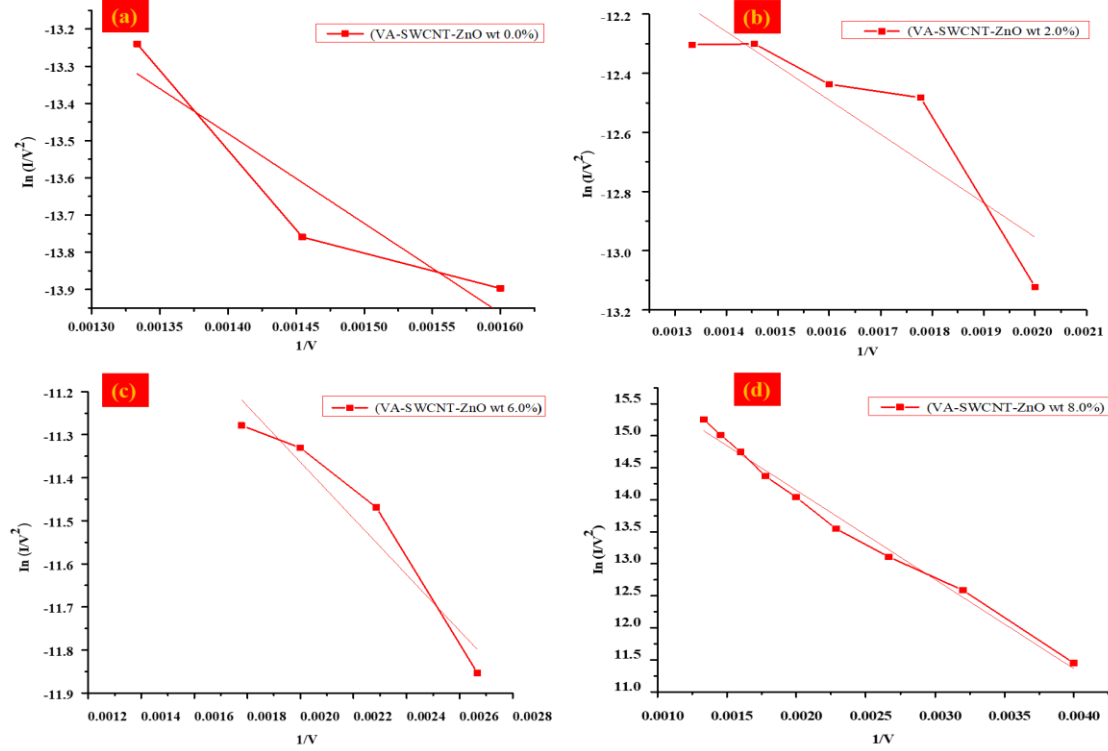 (a)
(VA-SWCNT-ZnO wt 0.0%)
-13.2
-13.3
-13.4
-13.5
-13.6
-13.7
-13.8
-13.9
In (I/V²)
0.00130 0.00135 0.00140 0.00145 0.00150 0.00155 0.00160
1/V
(b)
(VA-SWCNT-ZnO wt 2.0%)
-12.2
-12.4
-12.6
-12.8
-13.0
-13.2
In (I/V²)
0.0013 0.0014 0.0015 0.0016 0.0017 0.0018 0.0019 0.0020 0.0021
1/V
(c)
(VA-SWCNT-ZnO wt 6.0%)
-11.2
-11.3
-11.4
-11.5
-11.6
-11.7
-11.8
-11.9
In (I/V²)
0.0012 0.0014 0.0016 0.0018 0.0020 0.0022 0.0024 0.0026 0.0028
1/V
(d)
(VA-SWCNT-ZnO wt 8.0%)
15.5
15.0
14.5
14.0
13.5
13.0
12.5
12.0
11.5
11.0
In (I/V²)
0.0010 0.0015 0.0020 0.0025 0.0030 0.0035 0.0040
1/V